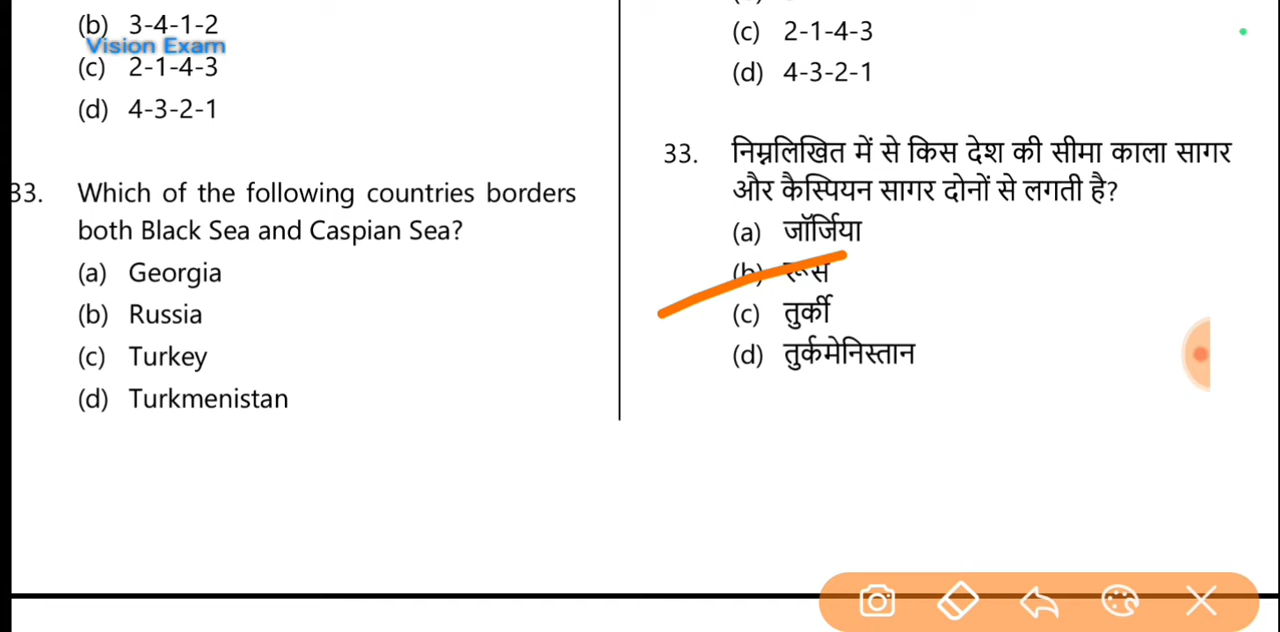 (b) 3-4-1-2
Vision Exam
(c) 2-1-4-3
(d) 4-3-2-1
33. Which of the following countries borders
both Black Sea and Caspian Sea?
(a) Georgia
(b) Russia
(c) Turkey
(d) Turkmenistan
(c) 2-1-4-3
(d) 4-3-2-1
33. निम्नलिखित में से किस देश की सीमा काला सागर
और कैस्पियन सागर दोनों से लगती है?
(a) जॉर्जिया
(b) रूस
(c) तुर्की
(d) तुर्कमेनिस्तान